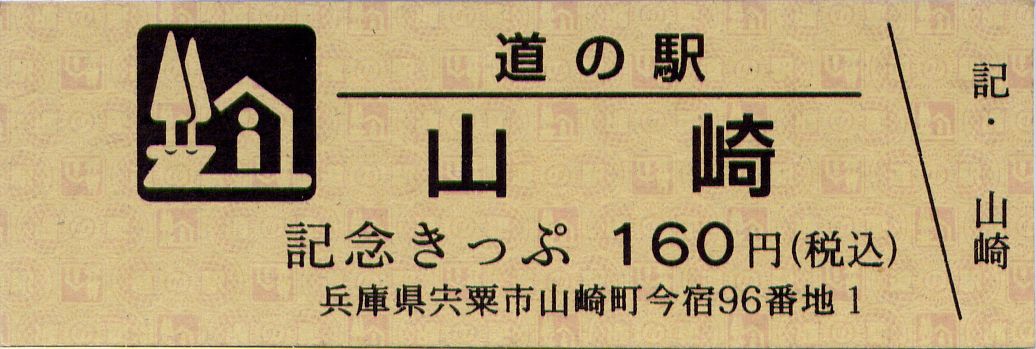 道の駅
山崎
記念きっぷ 160円(税込)
兵庫県宍粟市山崎町今宿96番地1
記・山崎